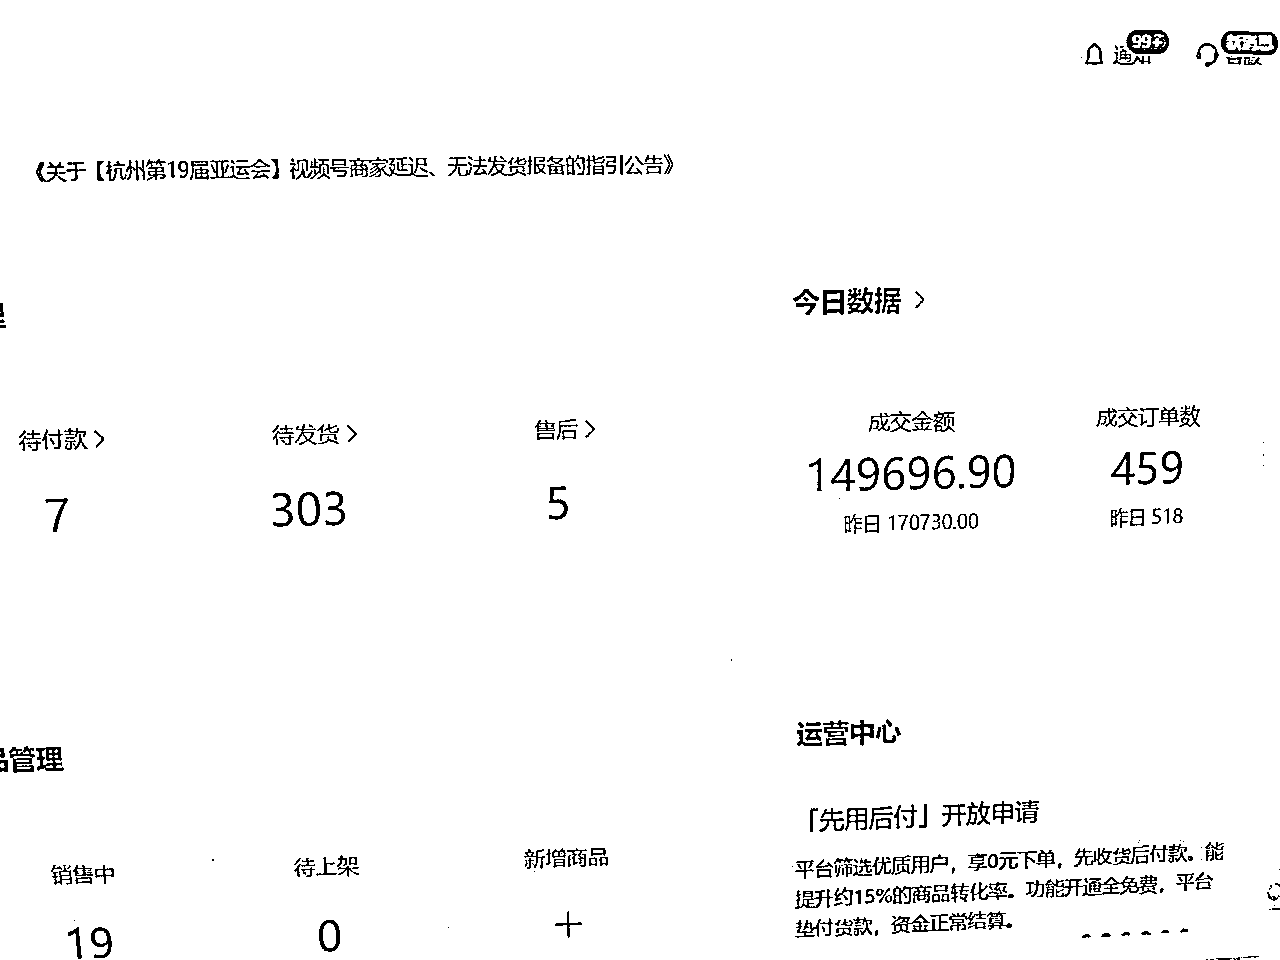 99+
通知
新消息
客服
《关于【杭州第19届亚运会】视频号商家延迟、无法发货报备的指引公告》
今日数据 >
待付款 >
待发货 >
售后 >
成交金额
成交订单数
7
303
5
149696.90
459
昨日 170730.00
昨日 518
运营中心
品管理
「先用后付」开放申请
销售中
待上架
新增商品
平台筛选优质用户，享0元下单，先收货后付款。能
提升约15%的商品转化率。功能开通全免费，平台
垫付货款，资金正常结算。
19
0
+